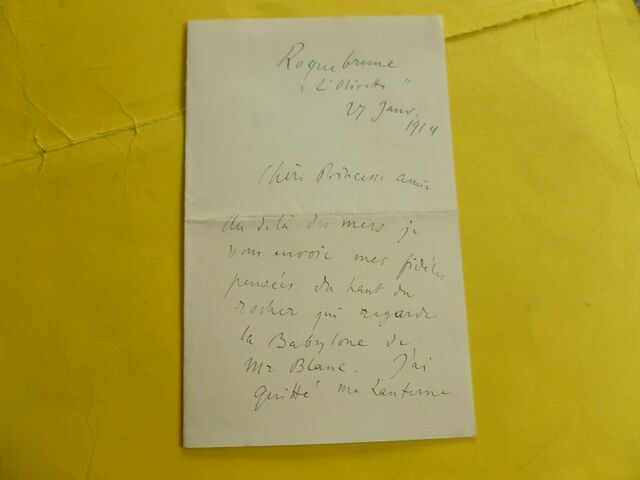 Roquebrune
"L'Olivette"
27 Janv.
1914
Chère Princesse amie
Au delà des mers je
vous envoie mes fidèles
pensées du haut du
rocher qui regarde
la Babylone de
Mr Blanc. J'ai
quitté ma Lanterne